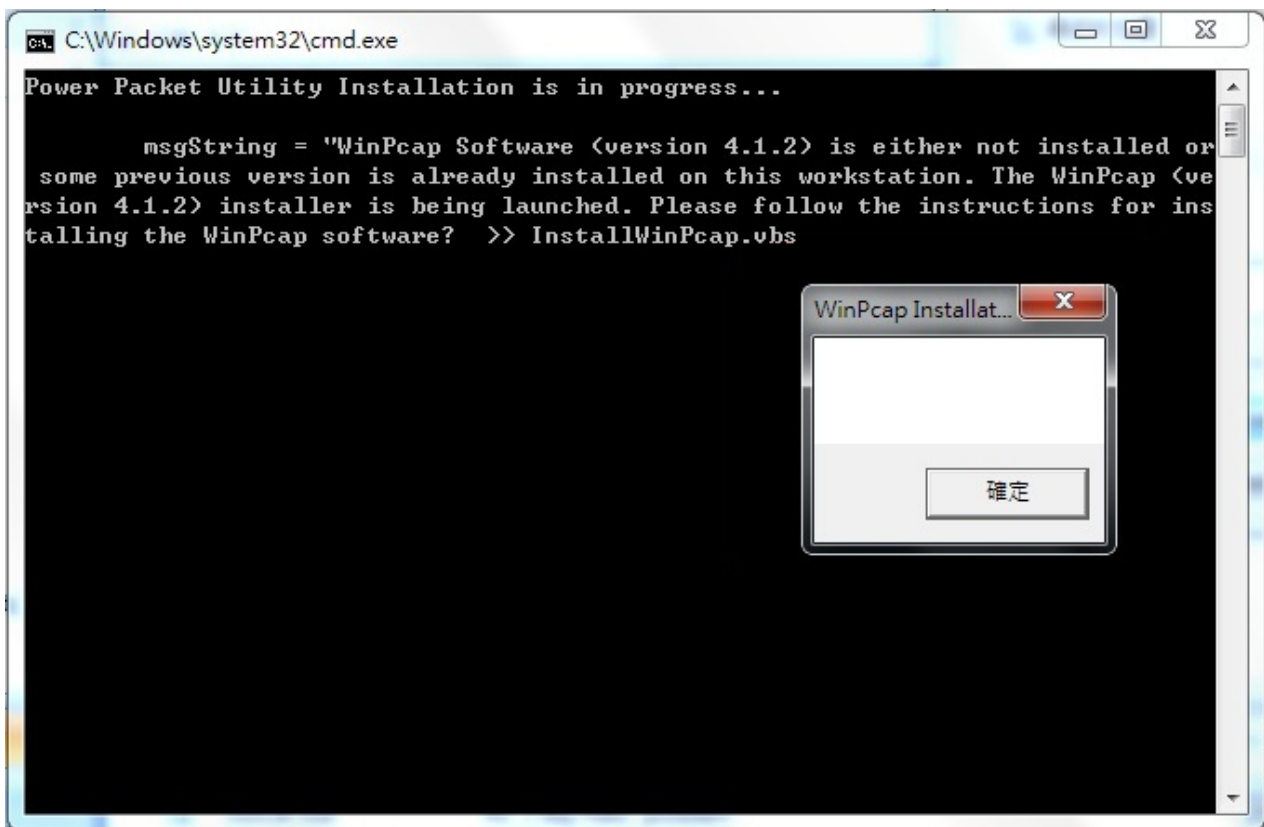 C:\Windows\system32\cmd.exe
Power Packet Utility Installation is in progress...
msgString = "WinPcap Software (version 4.1.2) is either not installed or
some previous version is already installed on this workstation. The WinPcap (ve
rsion 4.1.2) installer is being launched. Please follow the instructions for ins
talling the WinPcap software?  >> InstallWinPcap.vbs
WinPcap Installat...
確定